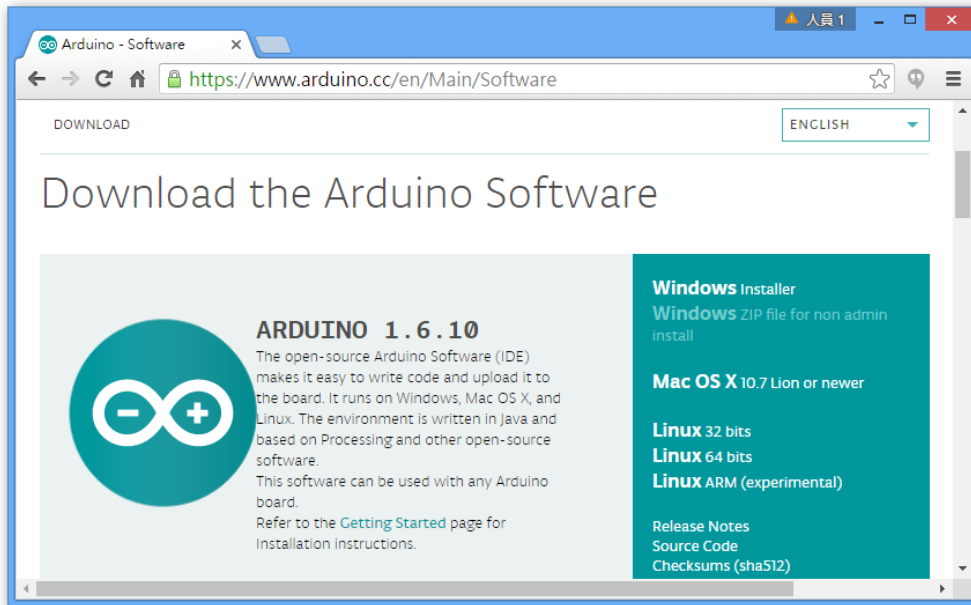 人員 1
Arduino - Software
https://www.arduino.cc/en/Main/Software
DOWNLOAD
ENGLISH
Download the Arduino Software
ARDUINO 1.6.10
The open-source Arduino Software (IDE)
makes it easy to write code and upload it to
the board. It runs on Windows, Mac OS X, and
Linux. The environment is written in Java and
based on Processing and other open-source
software.
This software can be used with any Arduino
board.
Refer to the Getting Started page for
Installation instructions.
Windows Installer
Windows ZIP file for non admin
install
Mac OS X 10.7 Lion or newer
Linux 32 bits
Linux 64 bits
Linux ARM (experimental)
Release Notes
Source Code
Checksums (sha512)